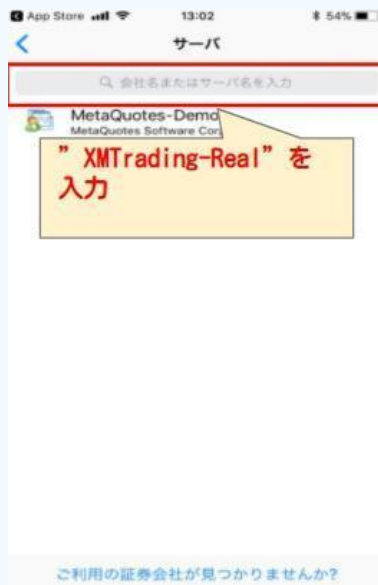 App Store 13:02 54%
サーバ
会社名またはサーバ名を入力
MetaQuotes-Demo
MetaQuotes Software Cor
”XMTrading-Real”を
入力
ご利用の証券会社が見つかりませんか?